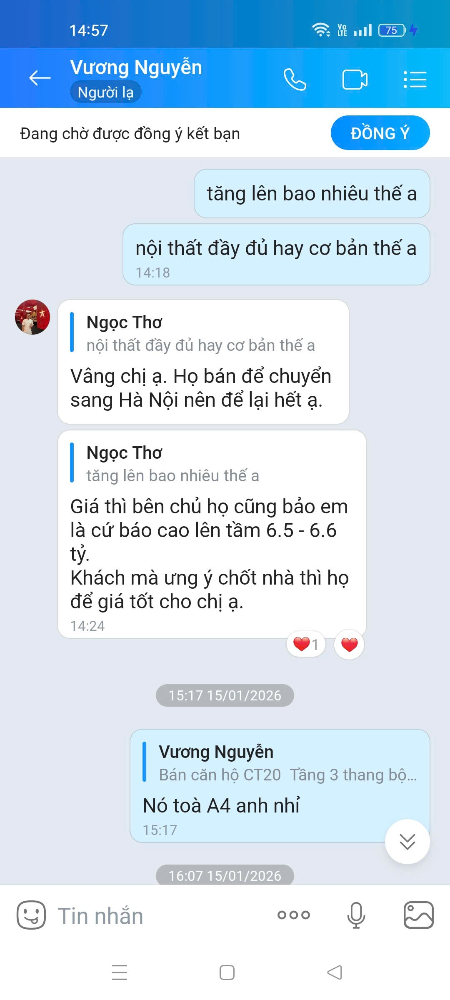 14:57
Vo
LTE
75
Vương Nguyễn
Người lạ
Đang chờ được đồng ý kết bạn
ĐỒNG Ý
tăng lên bao nhiêu thế a
nội thất đầy đủ hay cơ bản thế a
14:18
Ngọc Thơ
nội thất đầy đủ hay cơ bản thế a
Vâng chị ạ. Họ bán để chuyển
sang Hà Nội nên để lại hết ạ.
Ngọc Thơ
tăng lên bao nhiêu thế a
Giá thì bên chủ họ cũng bảo em
là cứ báo cao lên tầm 6.5 - 6.6
tỷ.
Khách mà ưng ý chốt nhà thì họ
để giá tốt cho chị ạ.
14:24
1
15:17 15/01/2026
Vương Nguyễn
Bán căn hộ CT20  Tầng 3 thang bộ...
Nó toà A4 anh nhỉ
15:17
16:07 15/01/2026
Tin nhắn